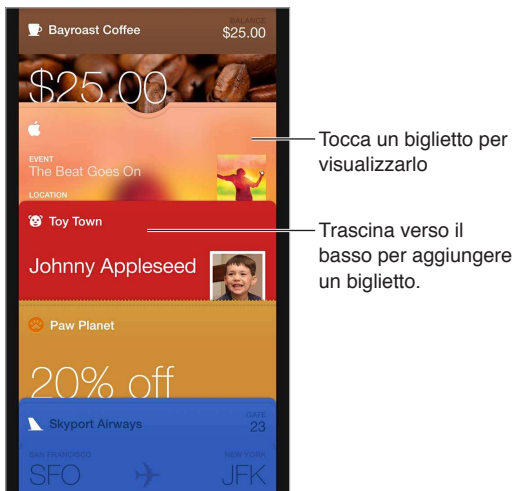 Bayroast Coffee
BALANCE
$25.00
$25.00
EVENT
The Beat Goes On
LOCATION
Toy Town
Johnny Appleseed
Paw Planet
20% off
Skyport Airways
GATE
23
SAN FRANCISCO
SFO
NEW YORK
JFK
Tocca un biglietto per
visualizzarlo
Trascina verso il
basso per aggiungere
un biglietto.